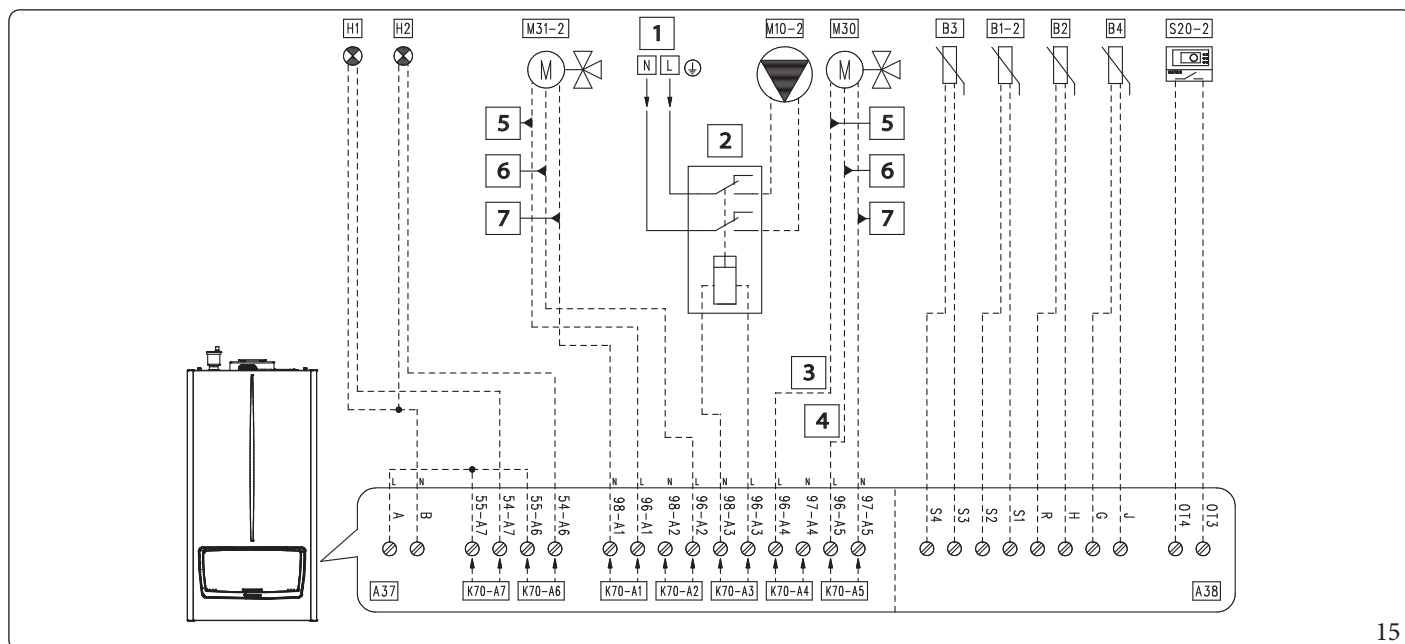 H1 H2 M31-2 1 M10-2 M30 B3 B1-2 B2 B4 S20-2
N L
M M
5 2 5
6 6
7 7
3
4
L N N L N L N L L N L N
A B 55-A7 54-A7 55-A6 54-A6 98-A1 96-A1 98-A2 96-A2 98-A3 96-A3 96-A4 97-A4 96-A5 97-A5 S4 S3 S2 S1 R H G J OT4 OT3
A37 K70-A7 K70-A6 K70-A1 K70-A2 K70-A3 K70-A4 K70-A5 A38
15